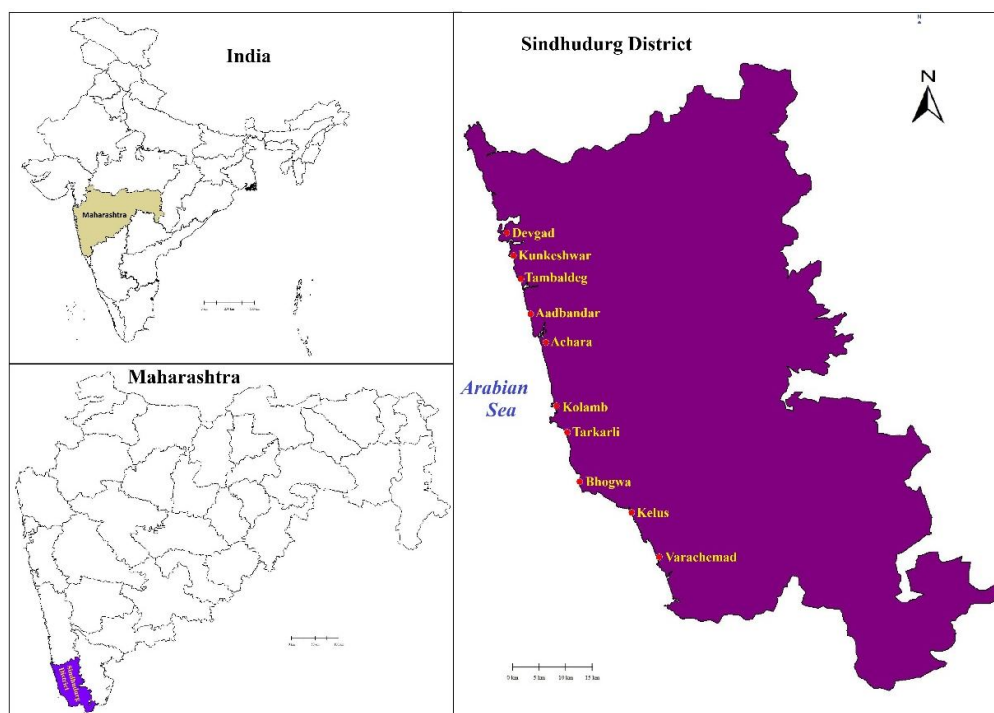 India
Maharashtra
Maharashtra
Sindhudurg
District
Sindhudurg District
N
Devgad
Kunkeshwar
Tambaldeg
Aadbandar
Achara
Arabian
Sea
Kolamb
Tarkarli
Bhogwa
Kelus
Varachemad
0 km 5 km 10 km 15 km